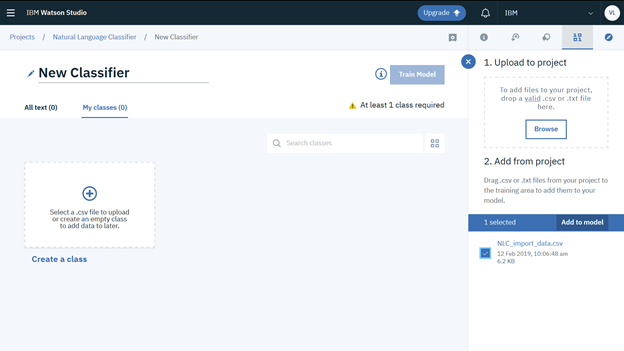 IBM Watson Studio
Upgrade
IBM
VL
Projects / Natural Language Classifier / New Classifier
New Classifier
Train Model
All text (0)
My classes (0)
At least 1 class required
Search classes
Select a .csv file to upload
or create an empty class
to add data to later.
Create a class
1. Upload to project
To add files to your project,
drop a valid .csv or .txt file
here.
Browse
2. Add from project
Drag .csv or .txt files from your project to
the training area to add them to your
model.
1 selected
Add to model
NLC_import_data.csv
12 Feb 2019, 10:06:48 am
6.2 KB